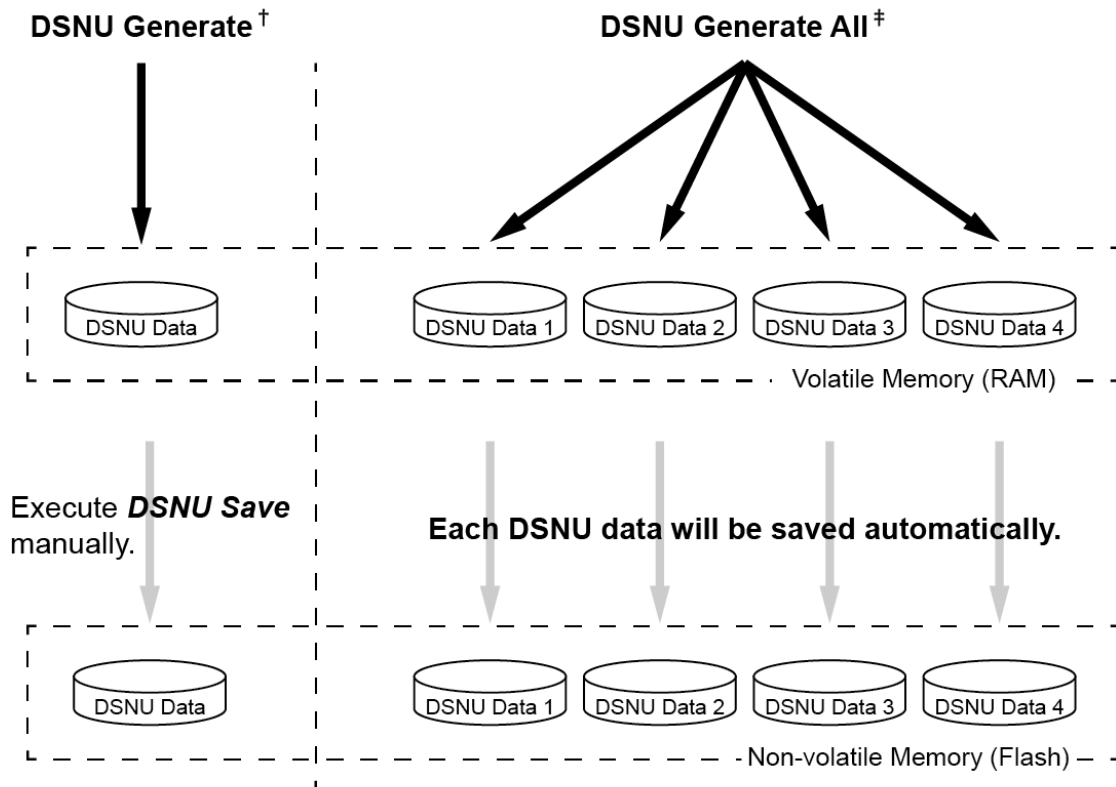 DSNU Generate †
DSNU Generate All ‡
DSNU Data
DSNU Data 1
DSNU Data 2
DSNU Data 3
DSNU Data 4
Volatile Memory (RAM)
Execute DSNU Save
manually.
Each DSNU data will be saved automatically.
DSNU Data
DSNU Data 1
DSNU Data 2
DSNU Data 3
DSNU Data 4
Non-volatile Memory (Flash)